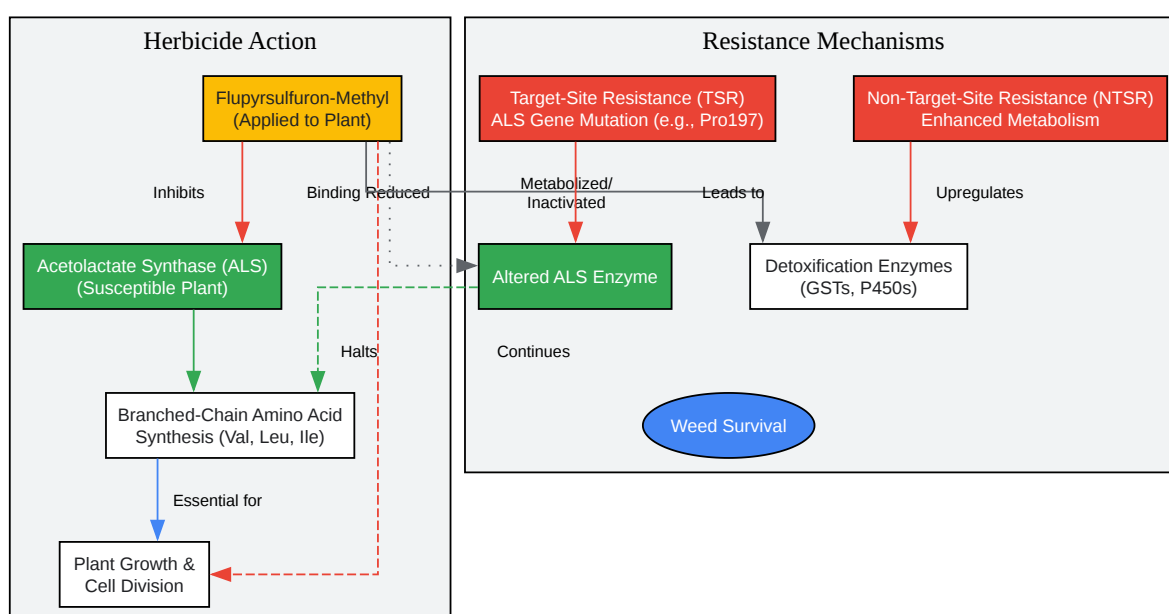 Herbicide Action
Resistance Mechanisms
Flupyrsulfuron-Methyl
(Applied to Plant)
Target-Site Resistance (TSR)
ALS Gene Mutation (e.g., Pro197)
Non-Target-Site Resistance (NTSR)
Enhanced Metabolism
Inhibits
Binding Reduced
Metabolized/
Inactivated
Leads to
Upregulates
Acetolactate Synthase (ALS)
(Susceptible Plant)
Altered ALS Enzyme
Detoxification Enzymes
(GSTs, P450s)
Halts
Continues
Branched-Chain Amino Acid
Synthesis (Val, Leu, Ile)
Weed Survival
Essential for
Plant Growth &
Cell Division